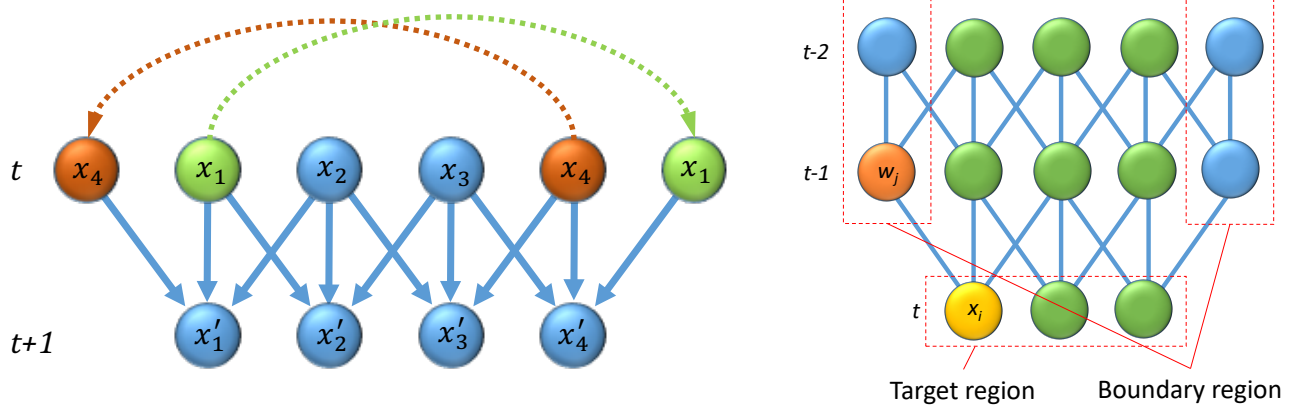 t
x₄ x₁ x₂ x₃ x₄ x₁
t+1
x′₁ x′₂ x′₃ x′₄
t-2
t-1
wⱼ
t
xᵢ
Target region
Boundary region